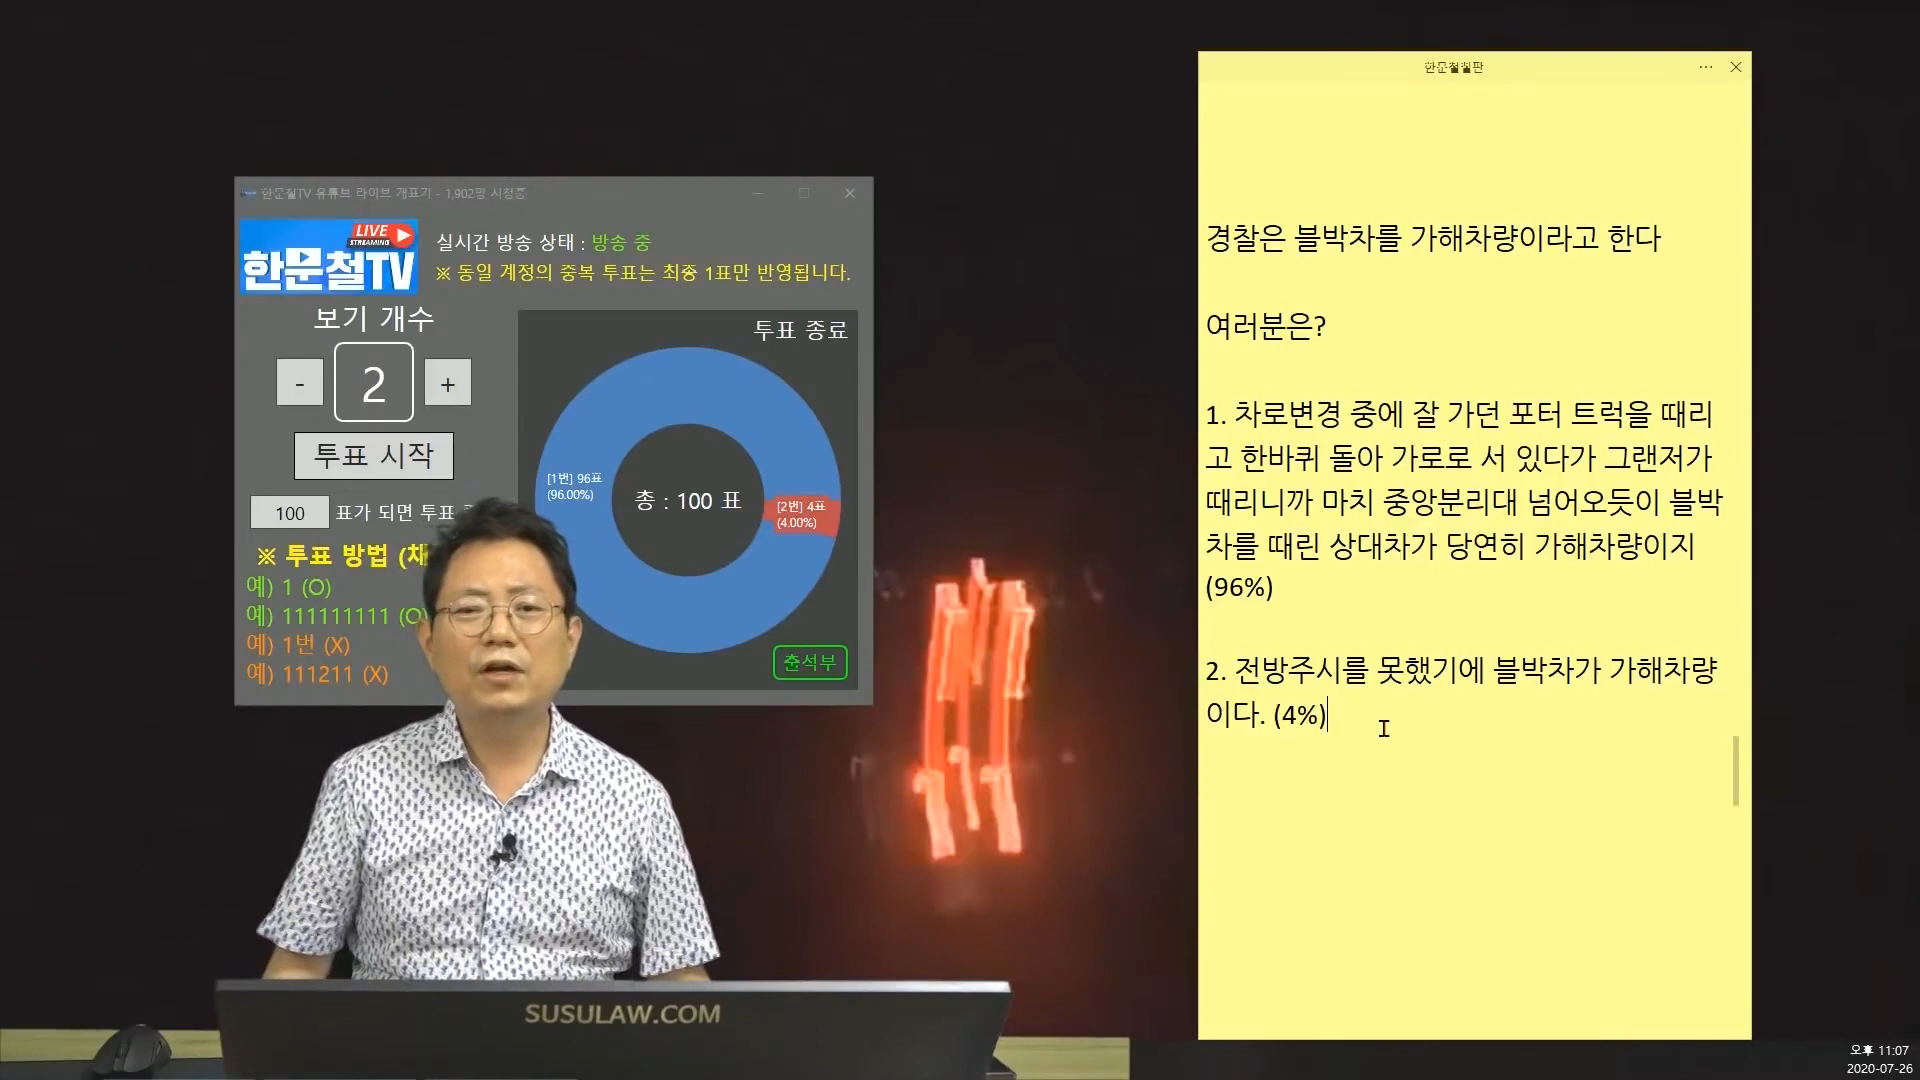 한문철TV 유튜브 라이브 개표기 - 1,902명 시청중
LIVE
STREAMING
한문철TV
실시간 방송 상태 : 방송 중
※ 동일 계정의 중복 투표는 최종 1표만 반영됩니다.
보기 개수
- 2 +
투표 시작
100 표가 되면 투표
※ 투표 방법 (채
예) 1 (O)
예) 111111111 (O)
예) 1번 (X)
예) 111211 (X)
투표 종료
[1번] 96표
(96.00%)
총 : 100 표
[2번] 4표
(4.00%)
출석부
SUSULAW.COM
한문철칠판
경찰은 블박차를 가해차량이라고 한다
여러분은?
1. 차로변경 중에 잘 가던 포터 트럭을 때리
고 한바퀴 돌아 가로로 서 있다가 그랜저가
때리니까 마치 중앙분리대 넘어오듯이 블박
차를 때린 상대차가 당연히 가해차량이지
(96%)
2. 전방주시를 못했기에 블박차가 가해차량
이다. (4%)
오후 11:07
2020-07-26